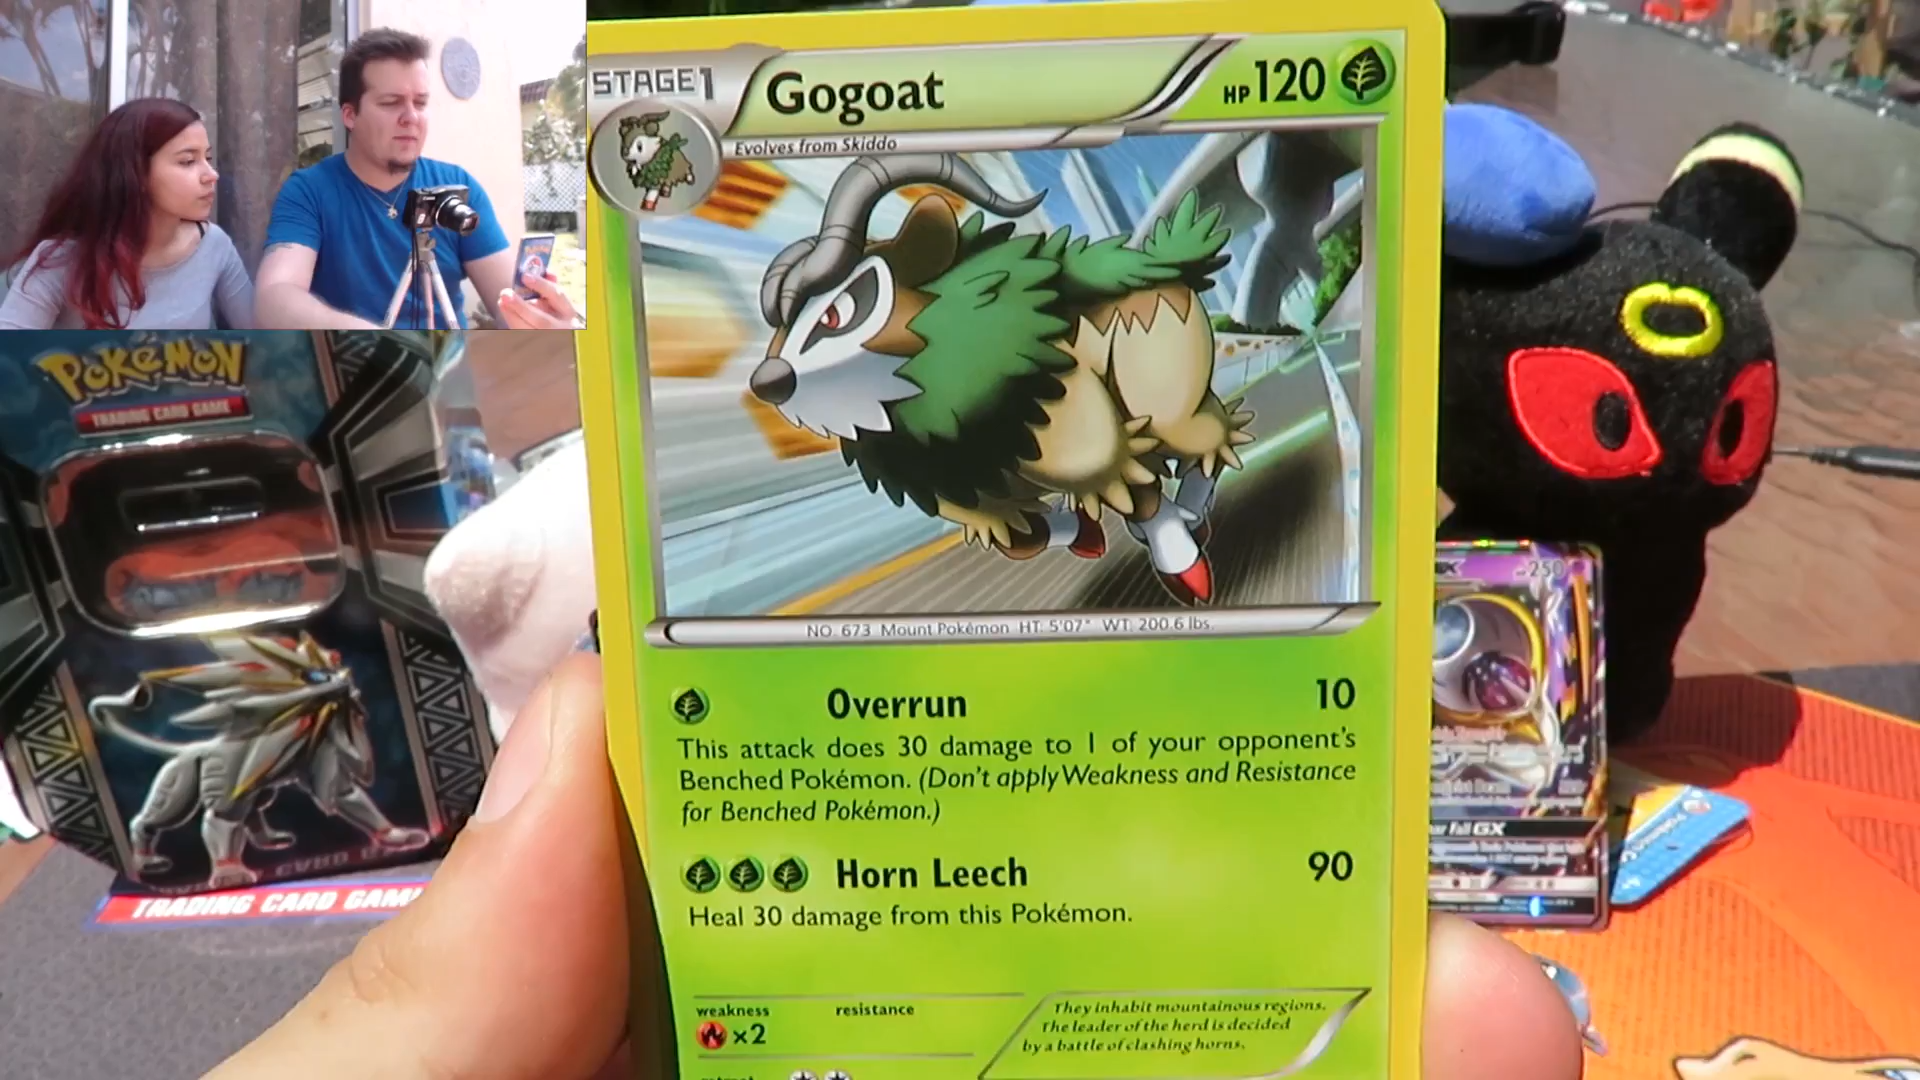 STAGE1
Gogoat
HP120
Evolves from Skiddo
NO. 673 Mount Pokémon HT. 5'07" WT. 200.6 lbs.
Overrun 10
This attack does 30 damage to 1 of your opponent's
Benched Pokémon. (Don't apply Weakness and Resistance
for Benched Pokémon.)
Horn Leech 90
Heal 30 damage from this Pokémon.
weakness
resistance
×2
They inhabit mountainous regions.
The leader of the herd is decided
by a battle of clashing horns.
POKéMON
TRADING CARD GAME
TRADING CARD GAM
250
GX